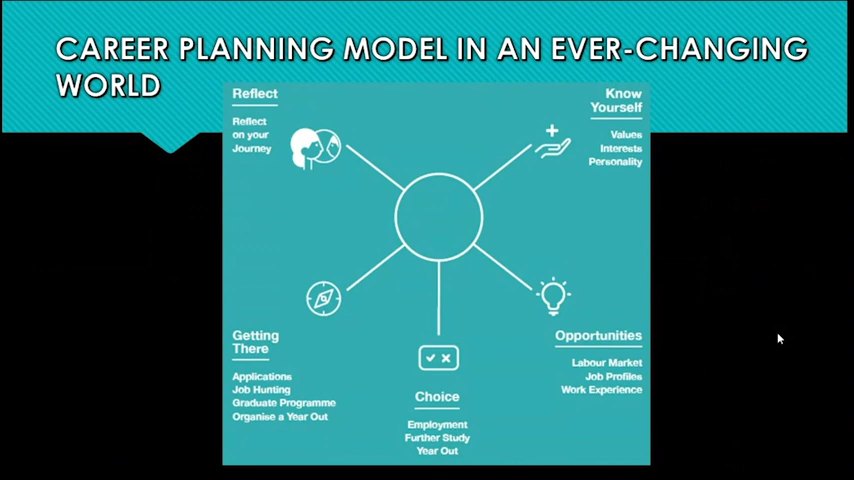 CAREER PLANNING MODEL IN AN EVER-CHANGING
WORLD
Reflect
Reflect
on your
Journey
Know
Yourself
Values
Interests
Personality
Getting
There
Applications
Job Hunting
Graduate Programme
Organise a Year Out
Choice
Employment
Further Study
Year Out
Opportunities
Labour Market
Job Profiles
Work Experience